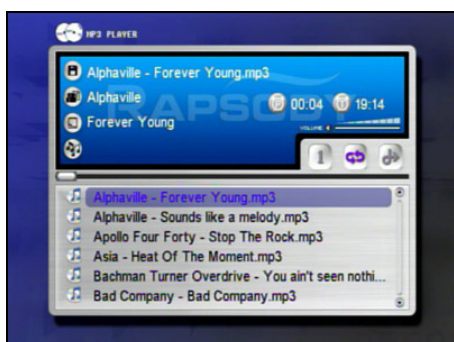 MP3 PLAYER
Alphaville - Forever Young.mp3
Alphaville
RAPSODY
00:04 19:14
Forever Young
VOLUME
1
Alphaville - Forever Young.mp3
Alphaville - Sounds like a melody.mp3
Apollo Four Forty - Stop The Rock.mp3
Asia - Heat Of The Moment.mp3
Bachman Turner Overdrive - You ain't seen nothi...
Bad Company - Bad Company.mp3